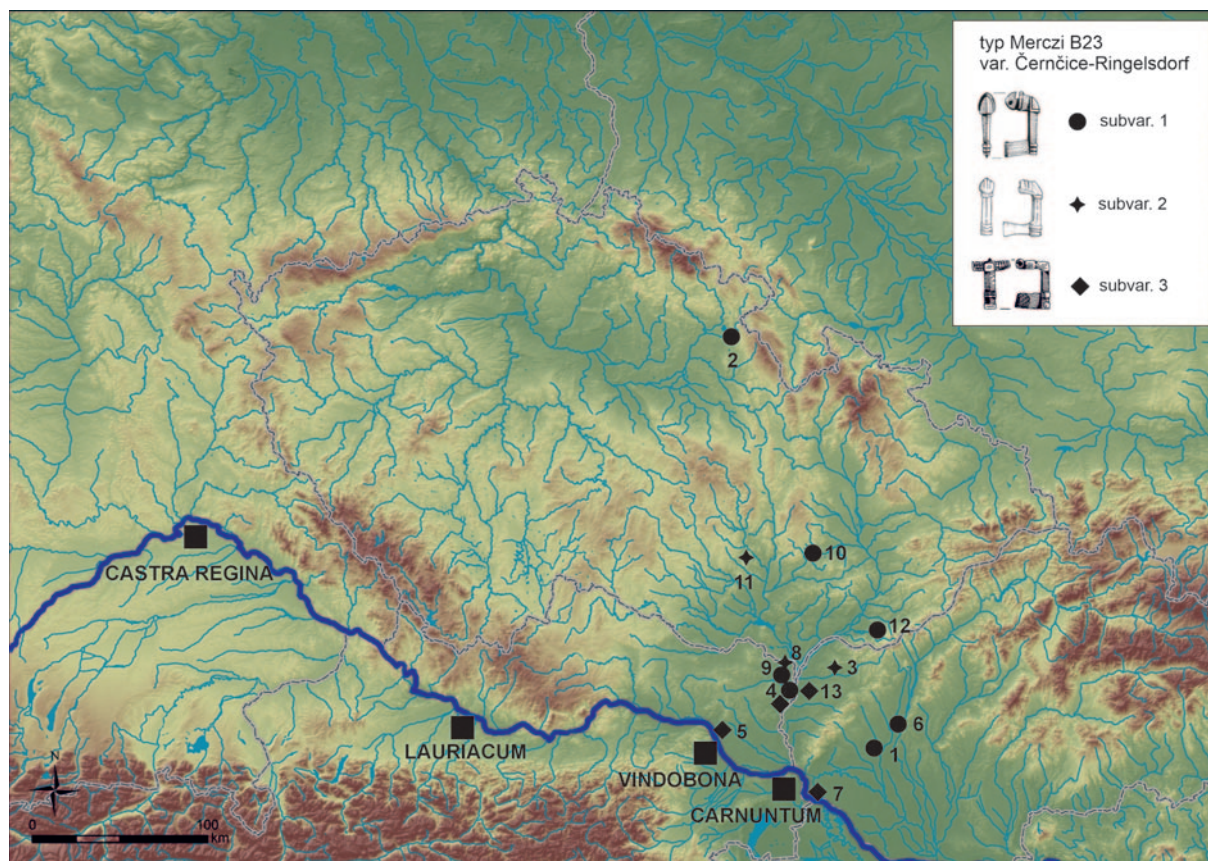 typ Merczi B23
var. Černčice-Ringelsdorf
subvar. 1
subvar. 2
subvar. 3
2
10
11
12
8
3
9
4
13
6
5
1
7
CASTRA REGINA
LAURIACUM
VINDOBONA
CARNUNTUM
N
0 100
km